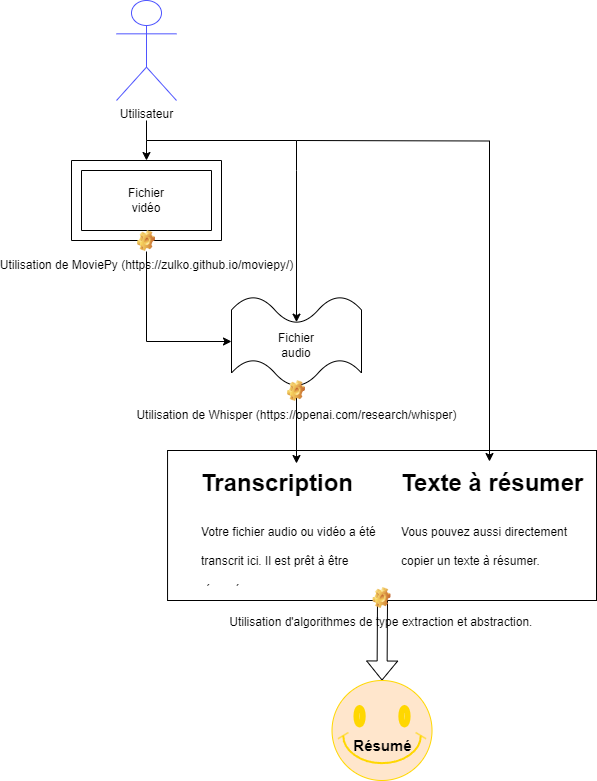 Utilisateur
Fichier
vidéo
Utilisation de MoviePy (https://zulko.github.io/moviepy/)
Fichier
audio
Utilisation de Whisper (https://openai.com/research/whisper)
Transcription
Votre fichier audio ou vidéo a été
transcrit ici. Il est prêt à être
Texte à résumer
Vous pouvez aussi directement
copier un texte à résumer.
Utilisation d'algorithmes de type extraction et abstraction.
Résumé